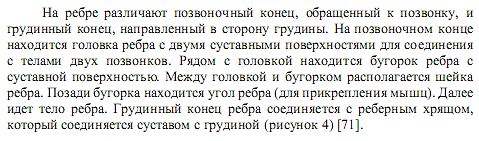 На ребре различают позвоночный конец, обращенный к позвонку, и
грудинный конец, направленный в сторону грудины. На позвоночном конце
находится головка ребра с двумя суставными поверхностями для соединения
с телами двух позвонков. Рядом с головкой находится бугорок ребра с
суставной поверхностью. Между головкой и бугорком располагается шейка
ребра. Позади бугорка находится угол ребра (для прикрепления мышц). Далее
идет тело ребра. Грудинный конец ребра соединяется с реберным хрящом,
который соединяется суставом с грудиной (рисунок 4) [71].